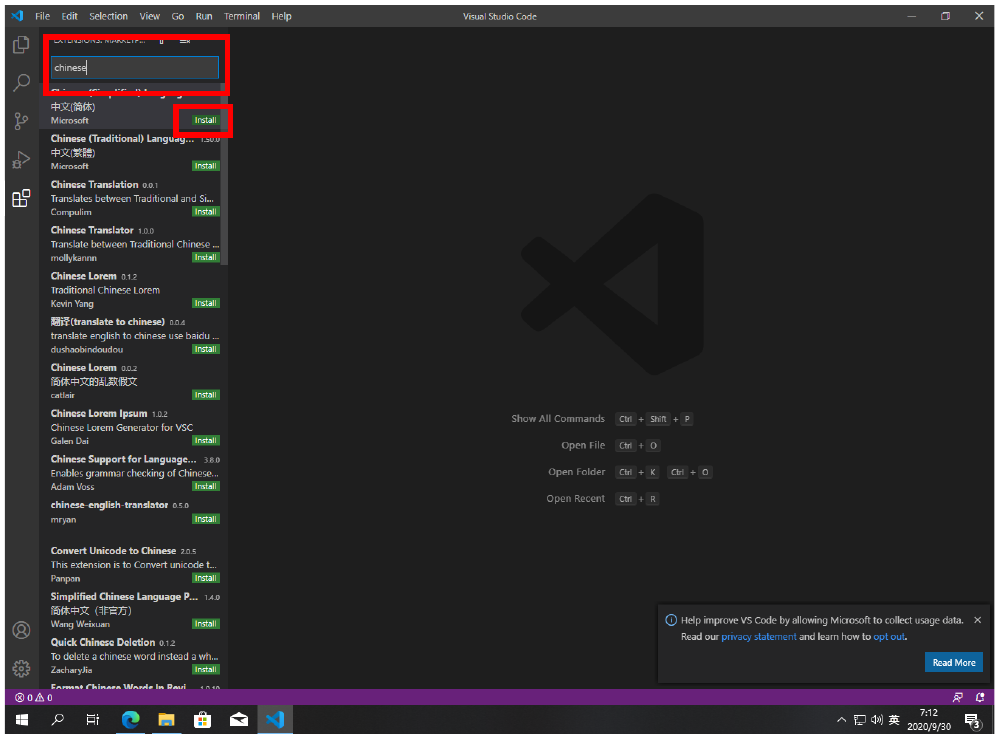 File Edit Selection View Go Run Terminal Help
Visual Studio Code
chinese
中文(简体)
Microsoft Install
Chinese (Traditional) Languag... 1.50.0
中文(繁體)
Microsoft Install
Chinese Translation 0.0.1
Translates between Traditional and Si...
Compulim Install
Chinese Translator 1.0.0
Translate between Traditional Chinese ...
mollykannn Install
Chinese Lorem 0.1.2
Traditional Chinese Lorem
Kevin Yang Install
翻译(translate to chinese) 0.0.4
translate english to chinese use baidu ...
dushaobindoudou Install
Chinese Lorem 0.0.2
简体中文的乱数假文
catlair Install
Chinese Lorem Ipsum 1.0.2
Chinese Lorem Generator for VSC
Galen Dai Install
Chinese Support for Language... 3.8.0
Enables grammar checking of Chinese...
Adam Voss Install
chinese-english-translator 0.5.0
mryan Install
Convert Unicode to Chinese 2.0.5
This extension is to Convert unicode t...
Panpan Install
Simplified Chinese Language P... 1.4.0
简体中文（非官方）
Wang Weixuan Install
Quick Chinese Deletion 0.1.2
To delete a chinese word instead a wh...
ZacharyJia Install
Format Chinese Words In
Show All Commands Ctrl + Shift + P
Open File Ctrl + O
Open Folder Ctrl + K Ctrl + O
Open Recent Ctrl + R
Help improve VS Code by allowing Microsoft to collect usage data.
Read our privacy statement and learn how to opt out.
Read More
0 0
英
7:12
2020/9/30
3